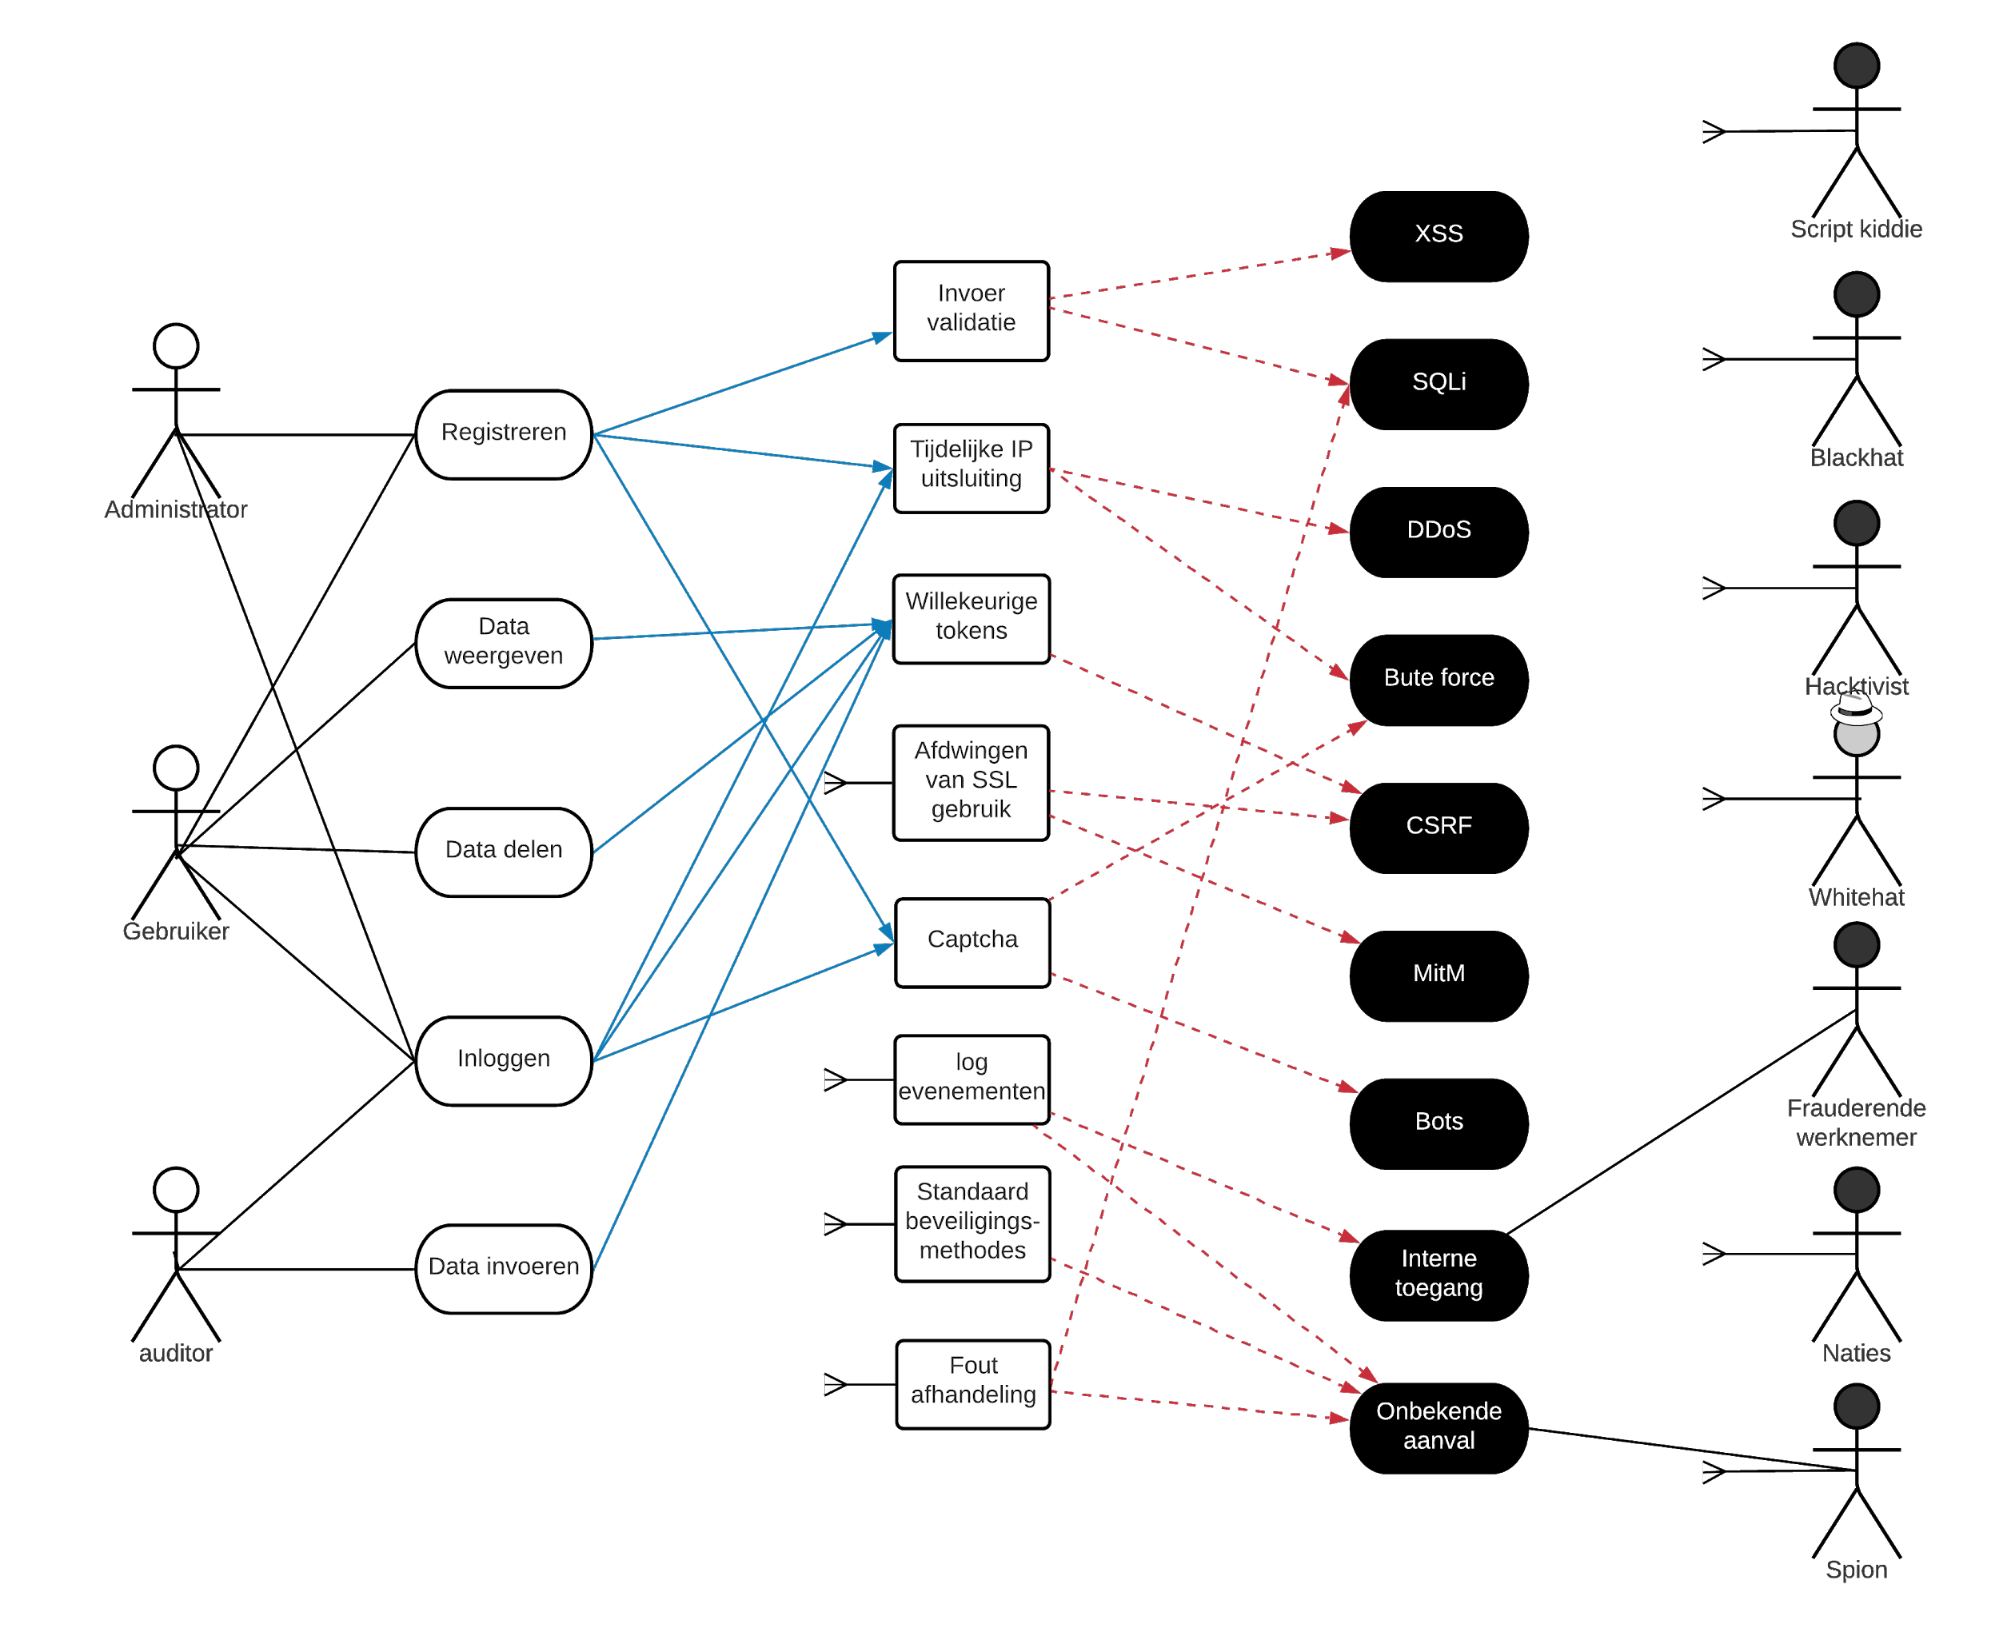 Administrator
Gebruiker
auditor
Registreren
Data
weergeven
Data delen
Inloggen
Data invoeren
Invoer
validatie
Tijdelijke IP
uitsluiting
Willekeurige
tokens
Afdwingen
van SSL
gebruik
Captcha
log
evenementen
Standaard
beveiligings-
methodes
Fout
afhandeling
XSS
SQLi
DDoS
Bute force
CSRF
MitM
Bots
Interne
toegang
Onbekende
aanval
Script kiddie
Blackhat
Hacktivist
Whitehat
Frauderende
werknemer
Naties
Spion